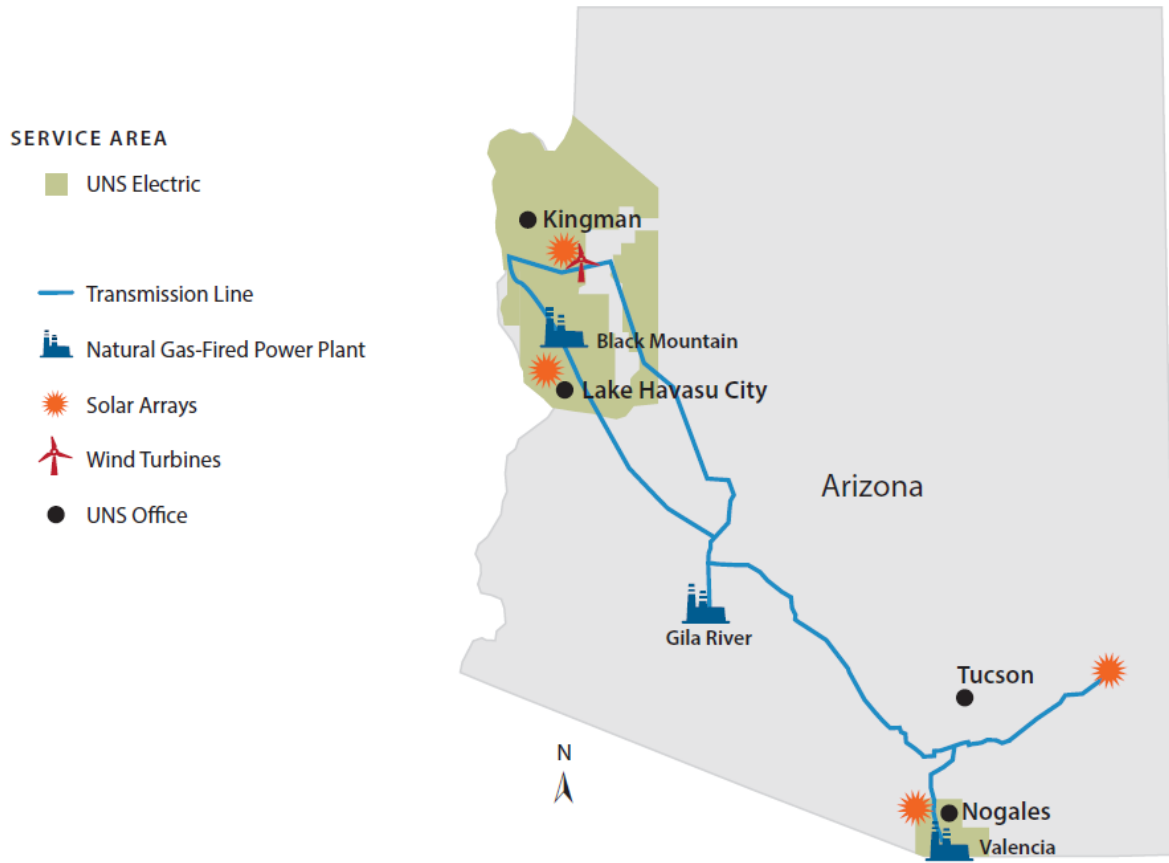 SERVICE AREA
UNS Electric
Transmission Line
Natural Gas-Fired Power Plant
Solar Arrays
Wind Turbines
UNS Office
Kingman
Black Mountain
Lake Havasu City
Arizona
Gila River
Tucson
N
Nogales
Valencia